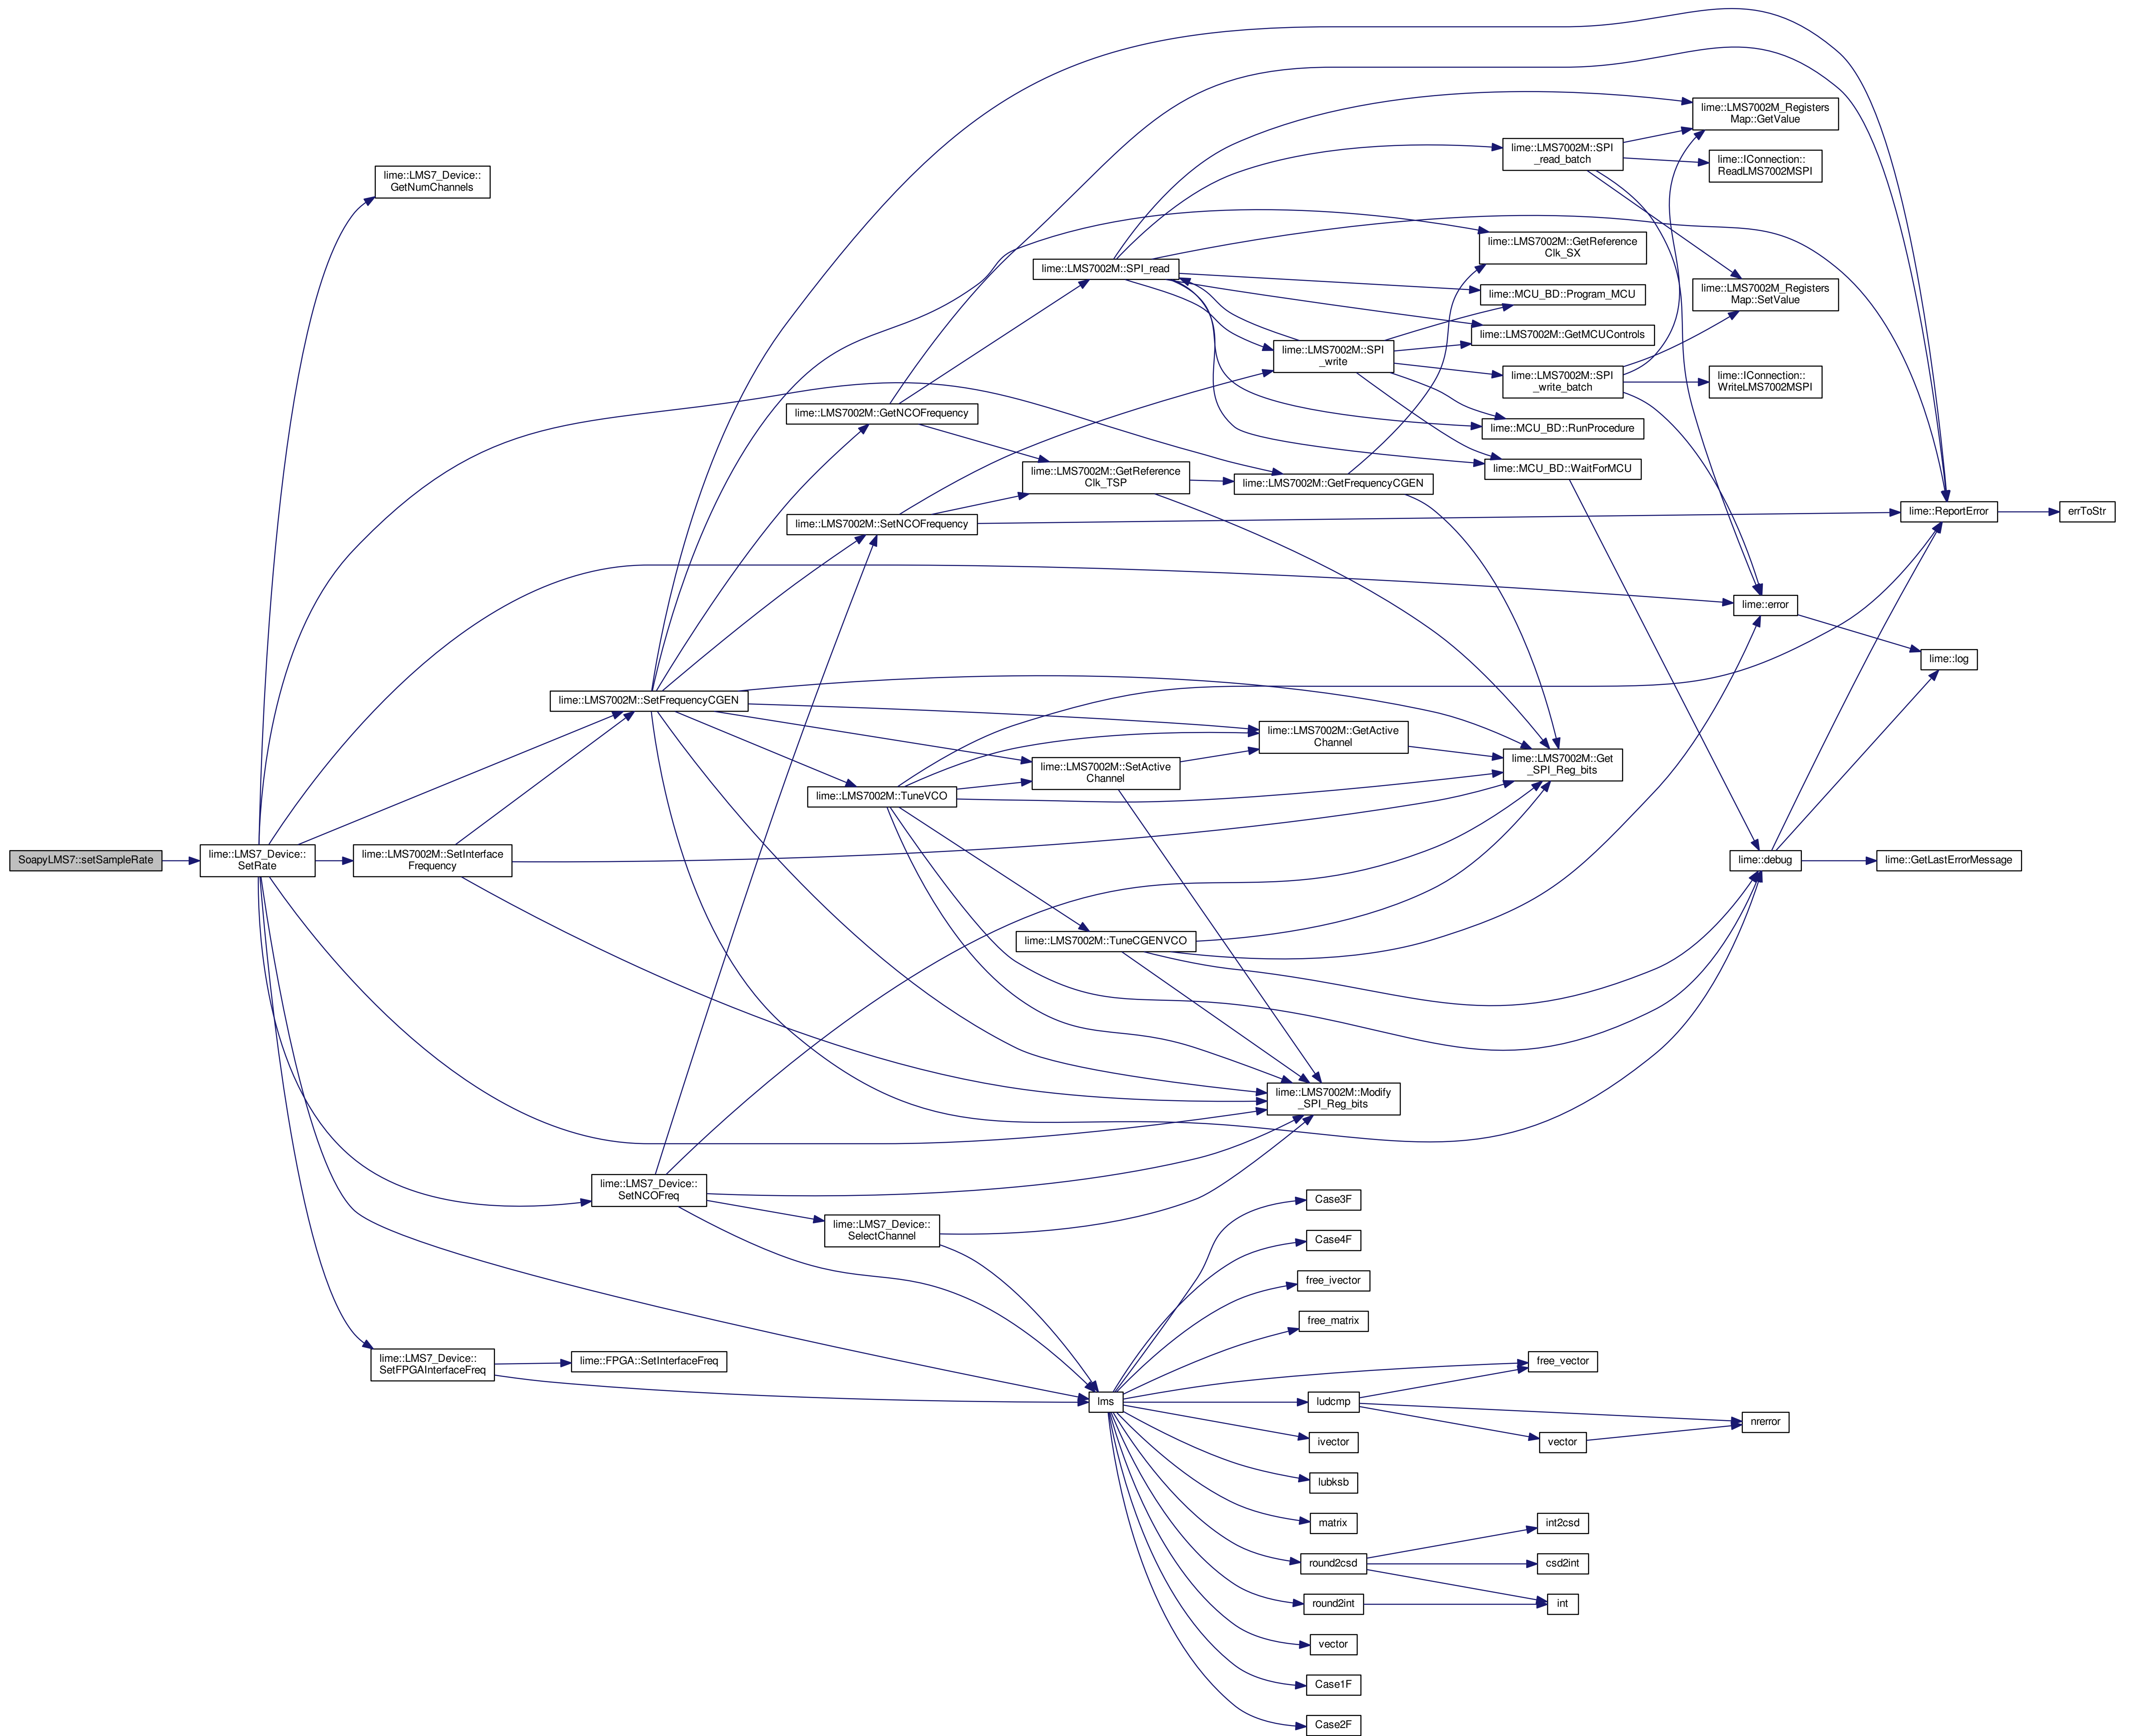 lime::LMS7_Device::
GetNumChannels
lime::LMS7002M_Registers
Map::GetValue
lime::LMS7002M::SPI
_read_batch
lime::IConnection::
ReadLMS7002MSPI
lime::LMS7002M::GetReference
Clk_SX
lime::LMS7002M::SPI_read
lime::MCU_BD::Program_MCU
lime::LMS7002M_Registers
Map::SetValue
lime::LMS7002M::GetMCUControls
lime::LMS7002M::SPI
_write
lime::LMS7002M::SPI
_write_batch
lime::IConnection::
WriteLMS7002MSPI
lime::LMS7002M::GetNCOFrequency
lime::MCU_BD::RunProcedure
lime::LMS7002M::GetReference
Clk_TSP
lime::LMS7002M::GetFrequencyCGEN
lime::MCU_BD::WaitForMCU
lime::LMS7002M::SetNCOFrequency
lime::ReportError
errToStr
lime::error
lime::log
lime::LMS7002M::SetFrequencyCGEN
lime::LMS7002M::GetActive
Channel
lime::LMS7002M::Get
_SPI_Reg_bits
lime::LMS7002M::SetActive
Channel
lime::LMS7002M::TuneVCO
SoapyLMS7::setSampleRate
lime::LMS7_Device::
SetRate
lime::LMS7002M::SetInterface
Frequency
lime::debug
lime::GetLastErrorMessage
lime::LMS7002M::TuneCGENVCO
lime::LMS7002M::Modify
_SPI_Reg_bits
lime::LMS7_Device::
SetNCOFreq
lime::LMS7_Device::
SelectChannel
Case3F
Case4F
free_ivector
free_matrix
lime::LMS7_Device::
SetFPGAInterfaceFreq
lime::FPGA::SetInterfaceFreq
free_vector
lms
ludcmp
nrerror
ivector
vector
lubksb
matrix
int2csd
round2csd
csd2int
round2int
int
vector
Case1F
Case2F